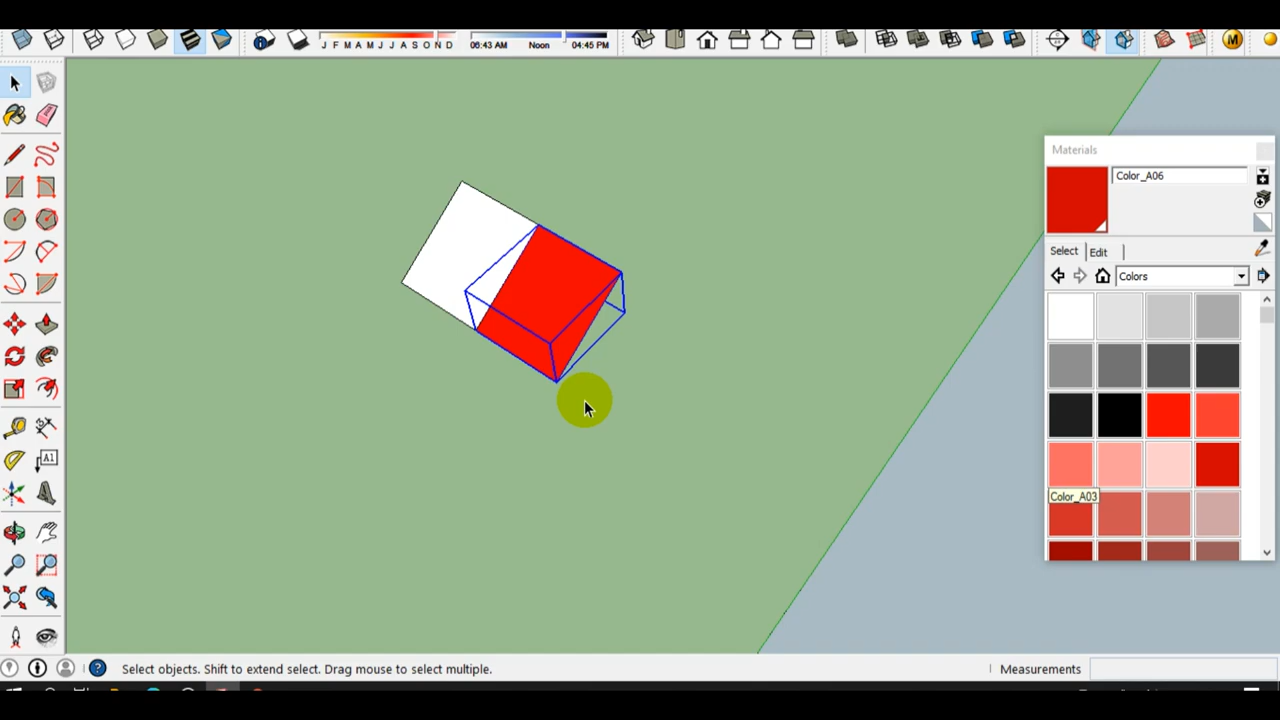 J F M A M J J A S O N D
06:43 AM Noon 04:45 PM
M
Materials
Color_A06
Select Edit
Colors
Color_A03
A1
A
Select objects. Shift to extend select. Drag mouse to select multiple.
Measurements